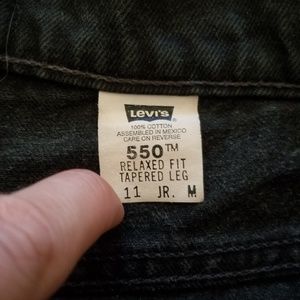 LEVI'S®
100% COTTON
ASSEMBLED IN MEXICO
CARE ON REVERSE
550™
RELAXED FIT
TAPERED LEG
11 JR. M